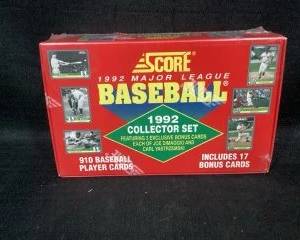 SCORE
1992 MAJOR LEAGUE
BASEBALL
1992
COLLECTOR SET
FEATURING 3 EXCLUSIVE BONUS CARDS
EACH OF JOE DIMAGGIO AND
CARL YASTRZEMSKI
910 BASEBALL
PLAYER CARDS
INCLUDES 17
BONUS CARDS